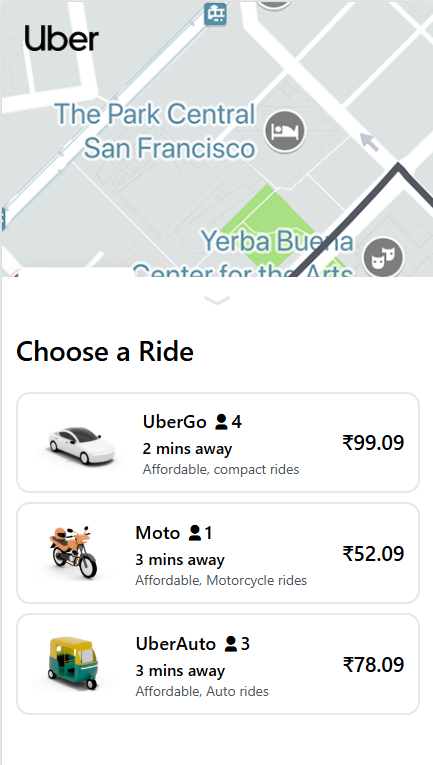 Uber
The Park Central
San Francisco
Yerba Buena
Center for the Arts
Choose a Ride
UberGo 4
2 mins away
Affordable, compact rides
₹99.09
Moto 1
3 mins away
Affordable, Motorcycle rides
₹52.09
UberAuto 3
3 mins away
Affordable, Auto rides
₹78.09